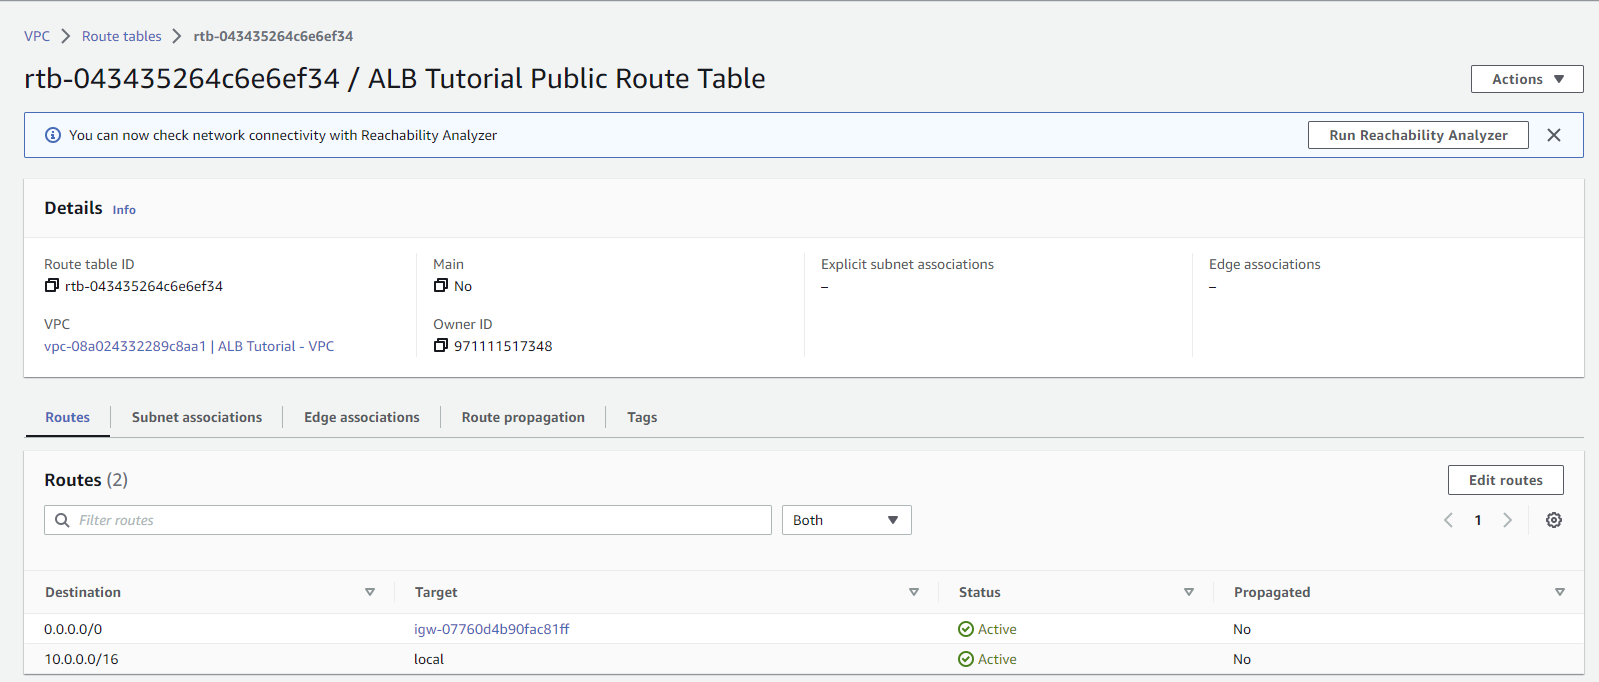 VPC > Route tables > rtb-043435264c6e6ef34
rtb-043435264c6e6ef34 / ALB Tutorial Public Route Table
Actions
You can now check network connectivity with Reachability Analyzer
Run Reachability Analyzer
Details Info
Route table ID
rtb-043435264c6e6ef34
Main
No
Explicit subnet associations
–
Edge associations
–
VPC
vpc-08a024332289c8aa1 | ALB Tutorial - VPC
Owner ID
971111517348
Routes Subnet associations Edge associations Route propagation Tags
Routes (2)
Edit routes
Filter routes
Both
1
Destination Target Status Propagated
0.0.0.0/0 igw-07760d4b90fac81ff Active No
10.0.0.0/16 local Active No